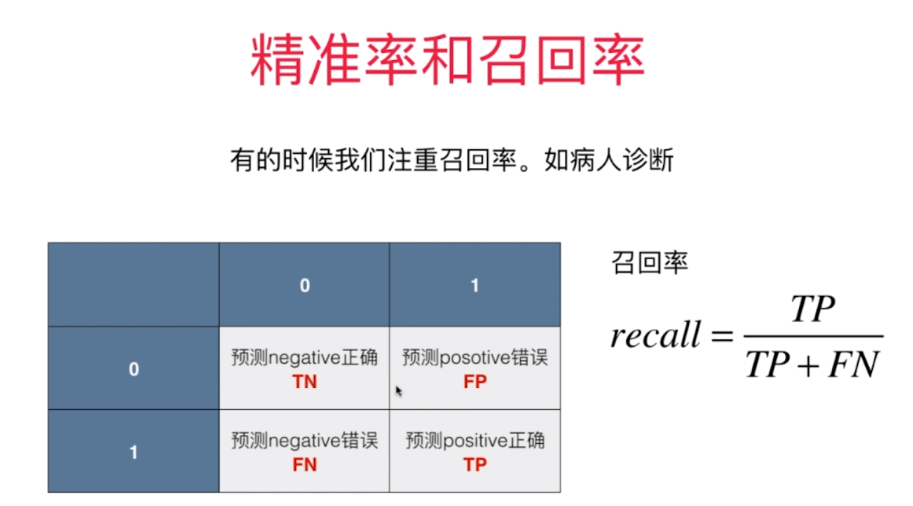 精准率和召回率
有的时候我们注重召回率。如病人诊断
0 1
0 预测negative正确 预测posotive错误
TN FP
1 预测negative错误 预测positive正确
FN TP
召回率
recall = TP / TP + FN